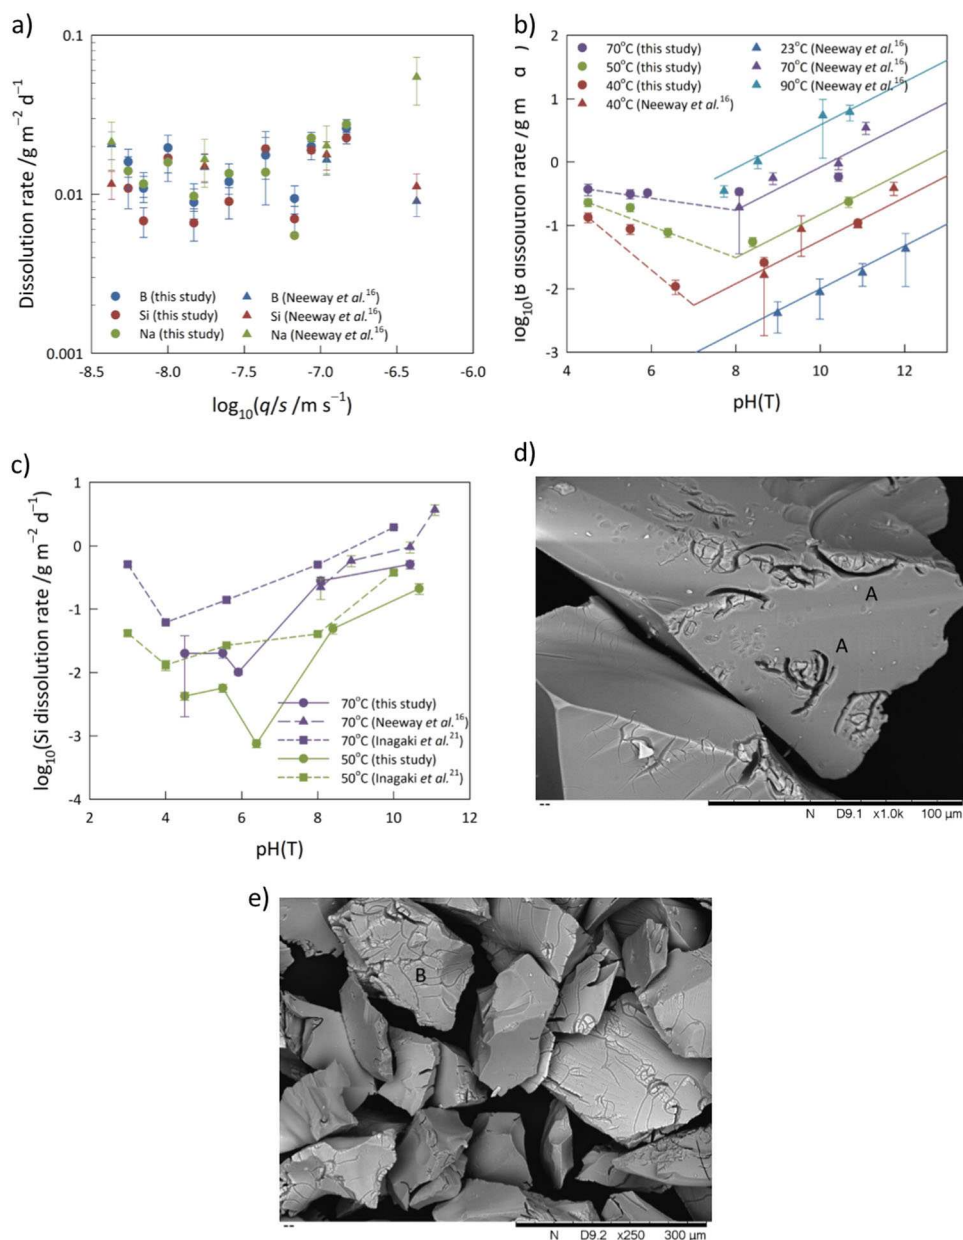 a)
0.1
0.01
0.001
Dissolution rate /g m⁻² d⁻¹
B (this study)
Si (this study)
Na (this study)
B (Neeway et al.¹⁶)
Si (Neeway et al.¹⁶)
Na (Neeway et al.¹⁶)
-8.5 -8.0 -7.5 -7.0 -6.5 -6.0
log₁₀(q/s /m s⁻¹)
b)
2
1
0
-1
-2
-3
log₁₀(B dissolution rate /g m d
70°C (this study)
50°C (this study)
40°C (this study)
40°C (Neeway et al.¹⁶)
23°C (Neeway et al.¹⁶)
70°C (Neeway et al.¹⁶)
90°C (Neeway et al.¹⁶)
4 6 8 10 12
pH(T)
c)
1
0
-1
-2
-3
-4
log₁₀(Si dissolution rate /g m⁻² d⁻¹)
70°C (this study)
70°C (Neeway et al.¹⁶)
70°C (Inagaki et al.²¹)
50°C (this study)
50°C (Inagaki et al.²¹)
2 4 6 8 10 12
pH(T)
d)
A
A
--
N D9.1 x1.0k 100 μm
e)
B
--
N D9.2 x250 300 μm